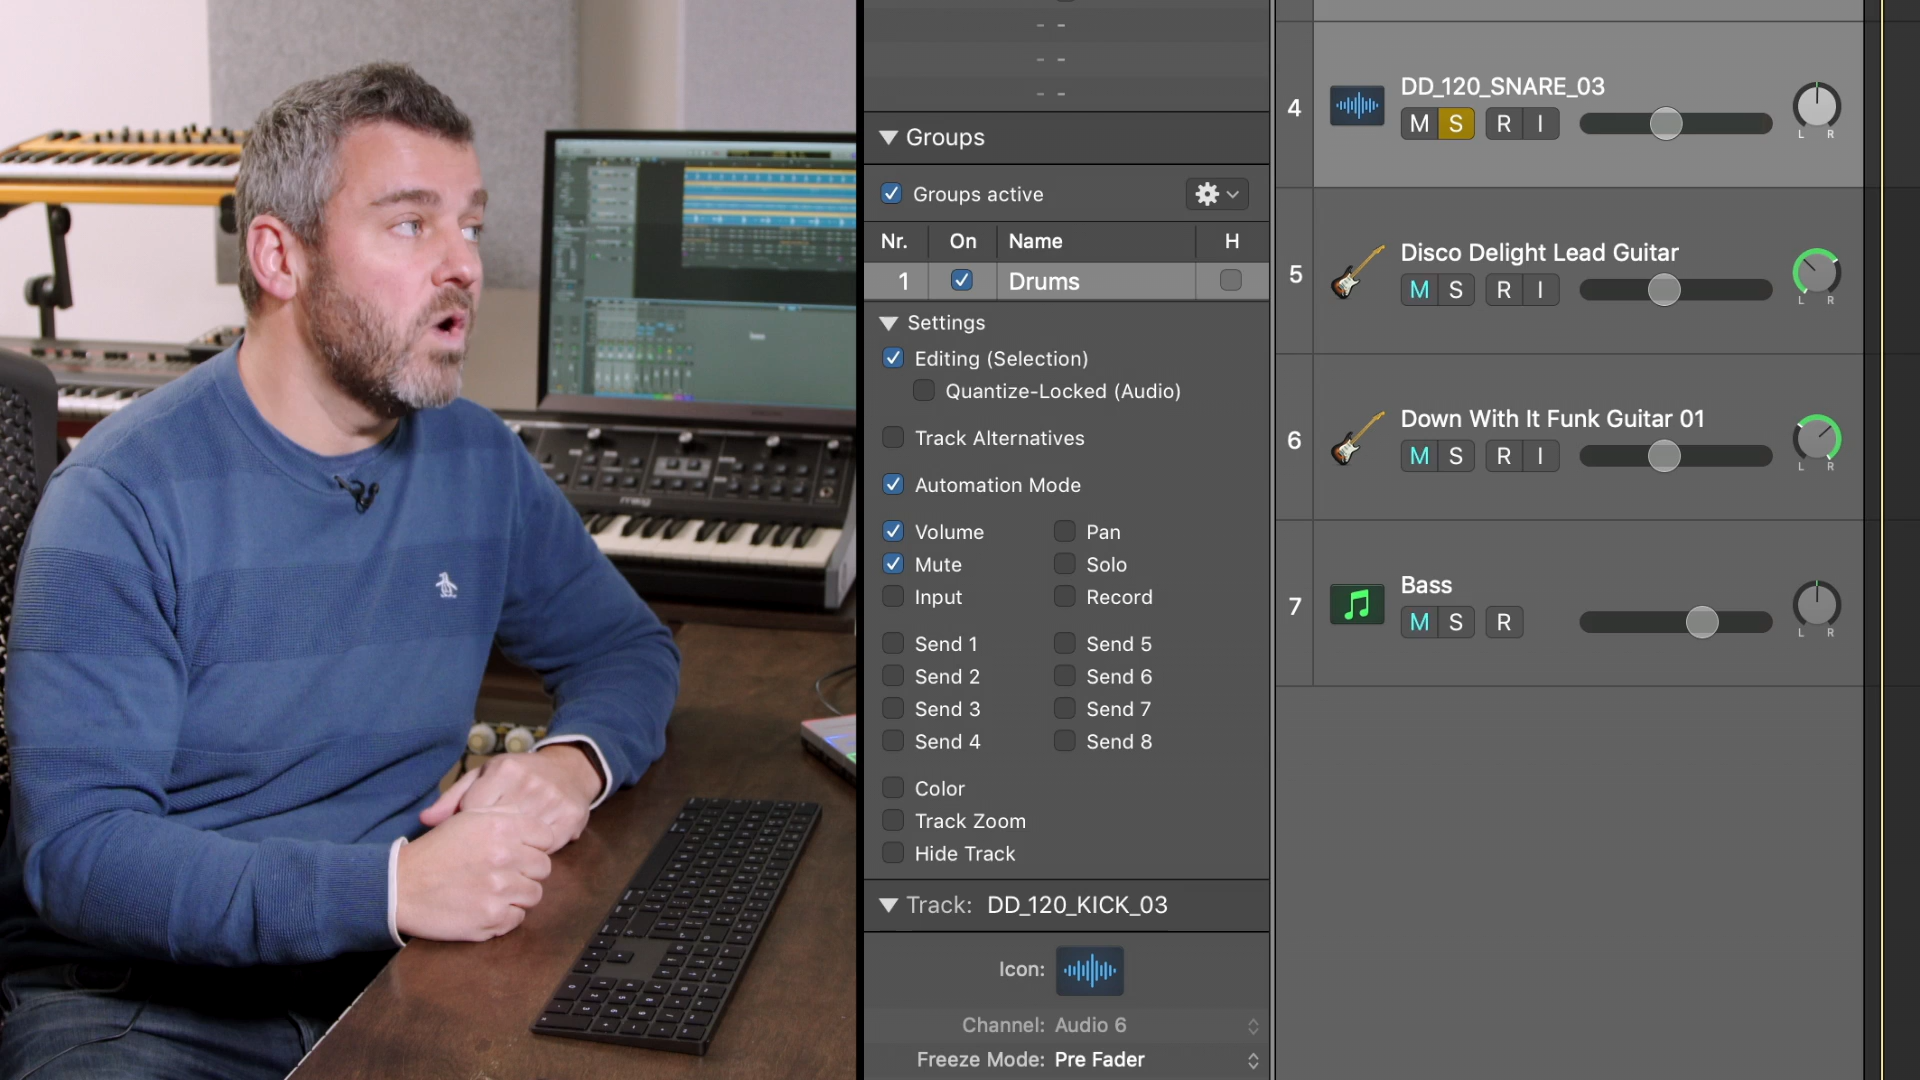 - -
- -
- -
Groups
Groups active
Nr. On Name H
1 Drums
Settings
Editing (Selection)
Quantize-Locked (Audio)
Track Alternatives
Automation Mode
Volume Pan
Mute Solo
Input Record
Send 1 Send 5
Send 2 Send 6
Send 3 Send 7
Send 4 Send 8
Color
Track Zoom
Hide Track
Track: DD_120_KICK_03
Icon:
Channel: Audio 6
Freeze Mode: Pre Fader
4 DD_120_SNARE_03
M S R I L R
5 Disco Delight Lead Guitar
M S R I L R
6 Down With It Funk Guitar 01
M S R I L R
7 Bass
M S R L R
moog